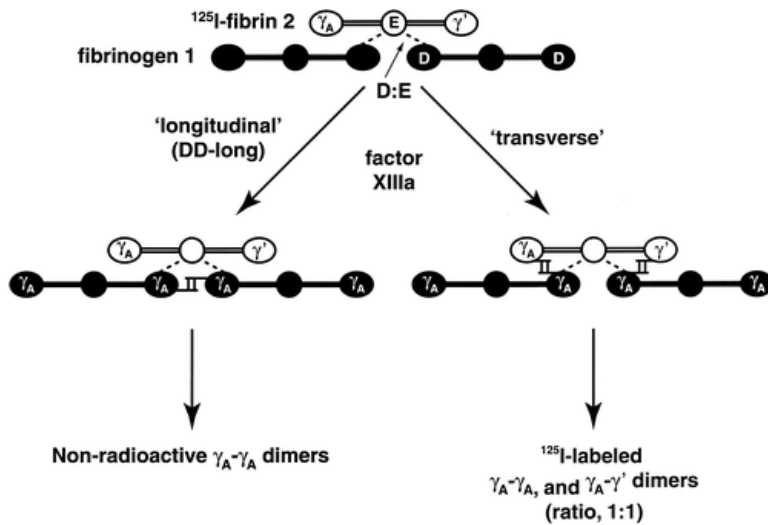 ¹²⁵I-fibrin 2
γA E γ'
fibrinogen 1
D D
D:E
'longitudinal'
(DD-long)
'transverse'
factor
XIIIa
γA γ'
γA γA γA γA
γA γ'
γA γA γA γA
Non-radioactive γA-γA dimers
¹²⁵I-labeled
γA-γA, and γA-γ' dimers
(ratio, 1:1)